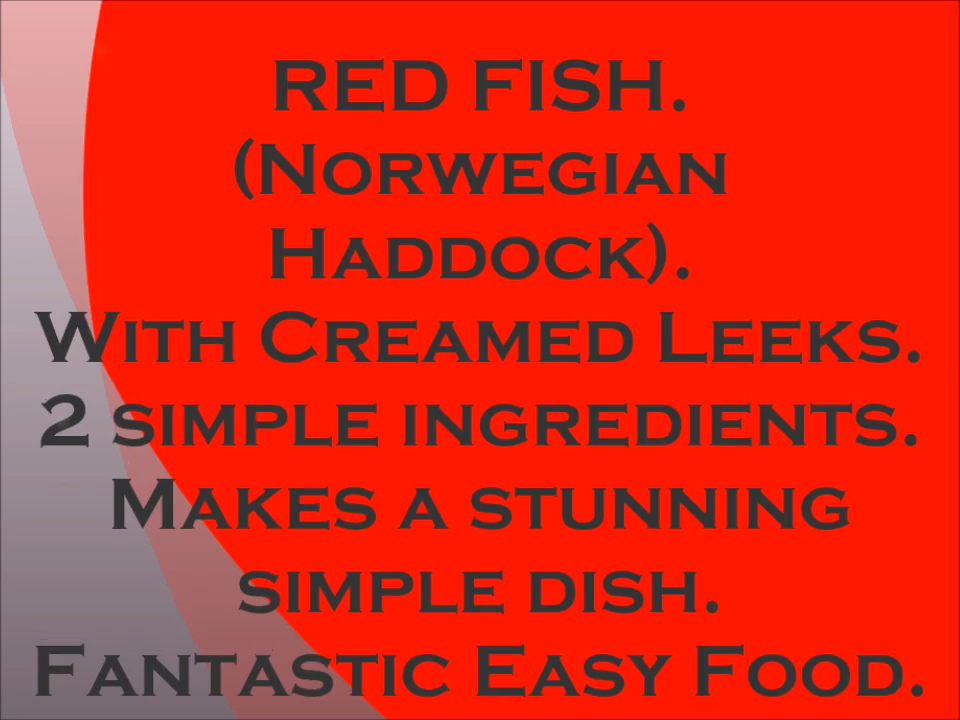 RED FISH.
(Norwegian
Haddock).
With Creamed Leeks.
2 simple ingredients.
Makes a stunning
simple dish.
Fantastic Easy Food.